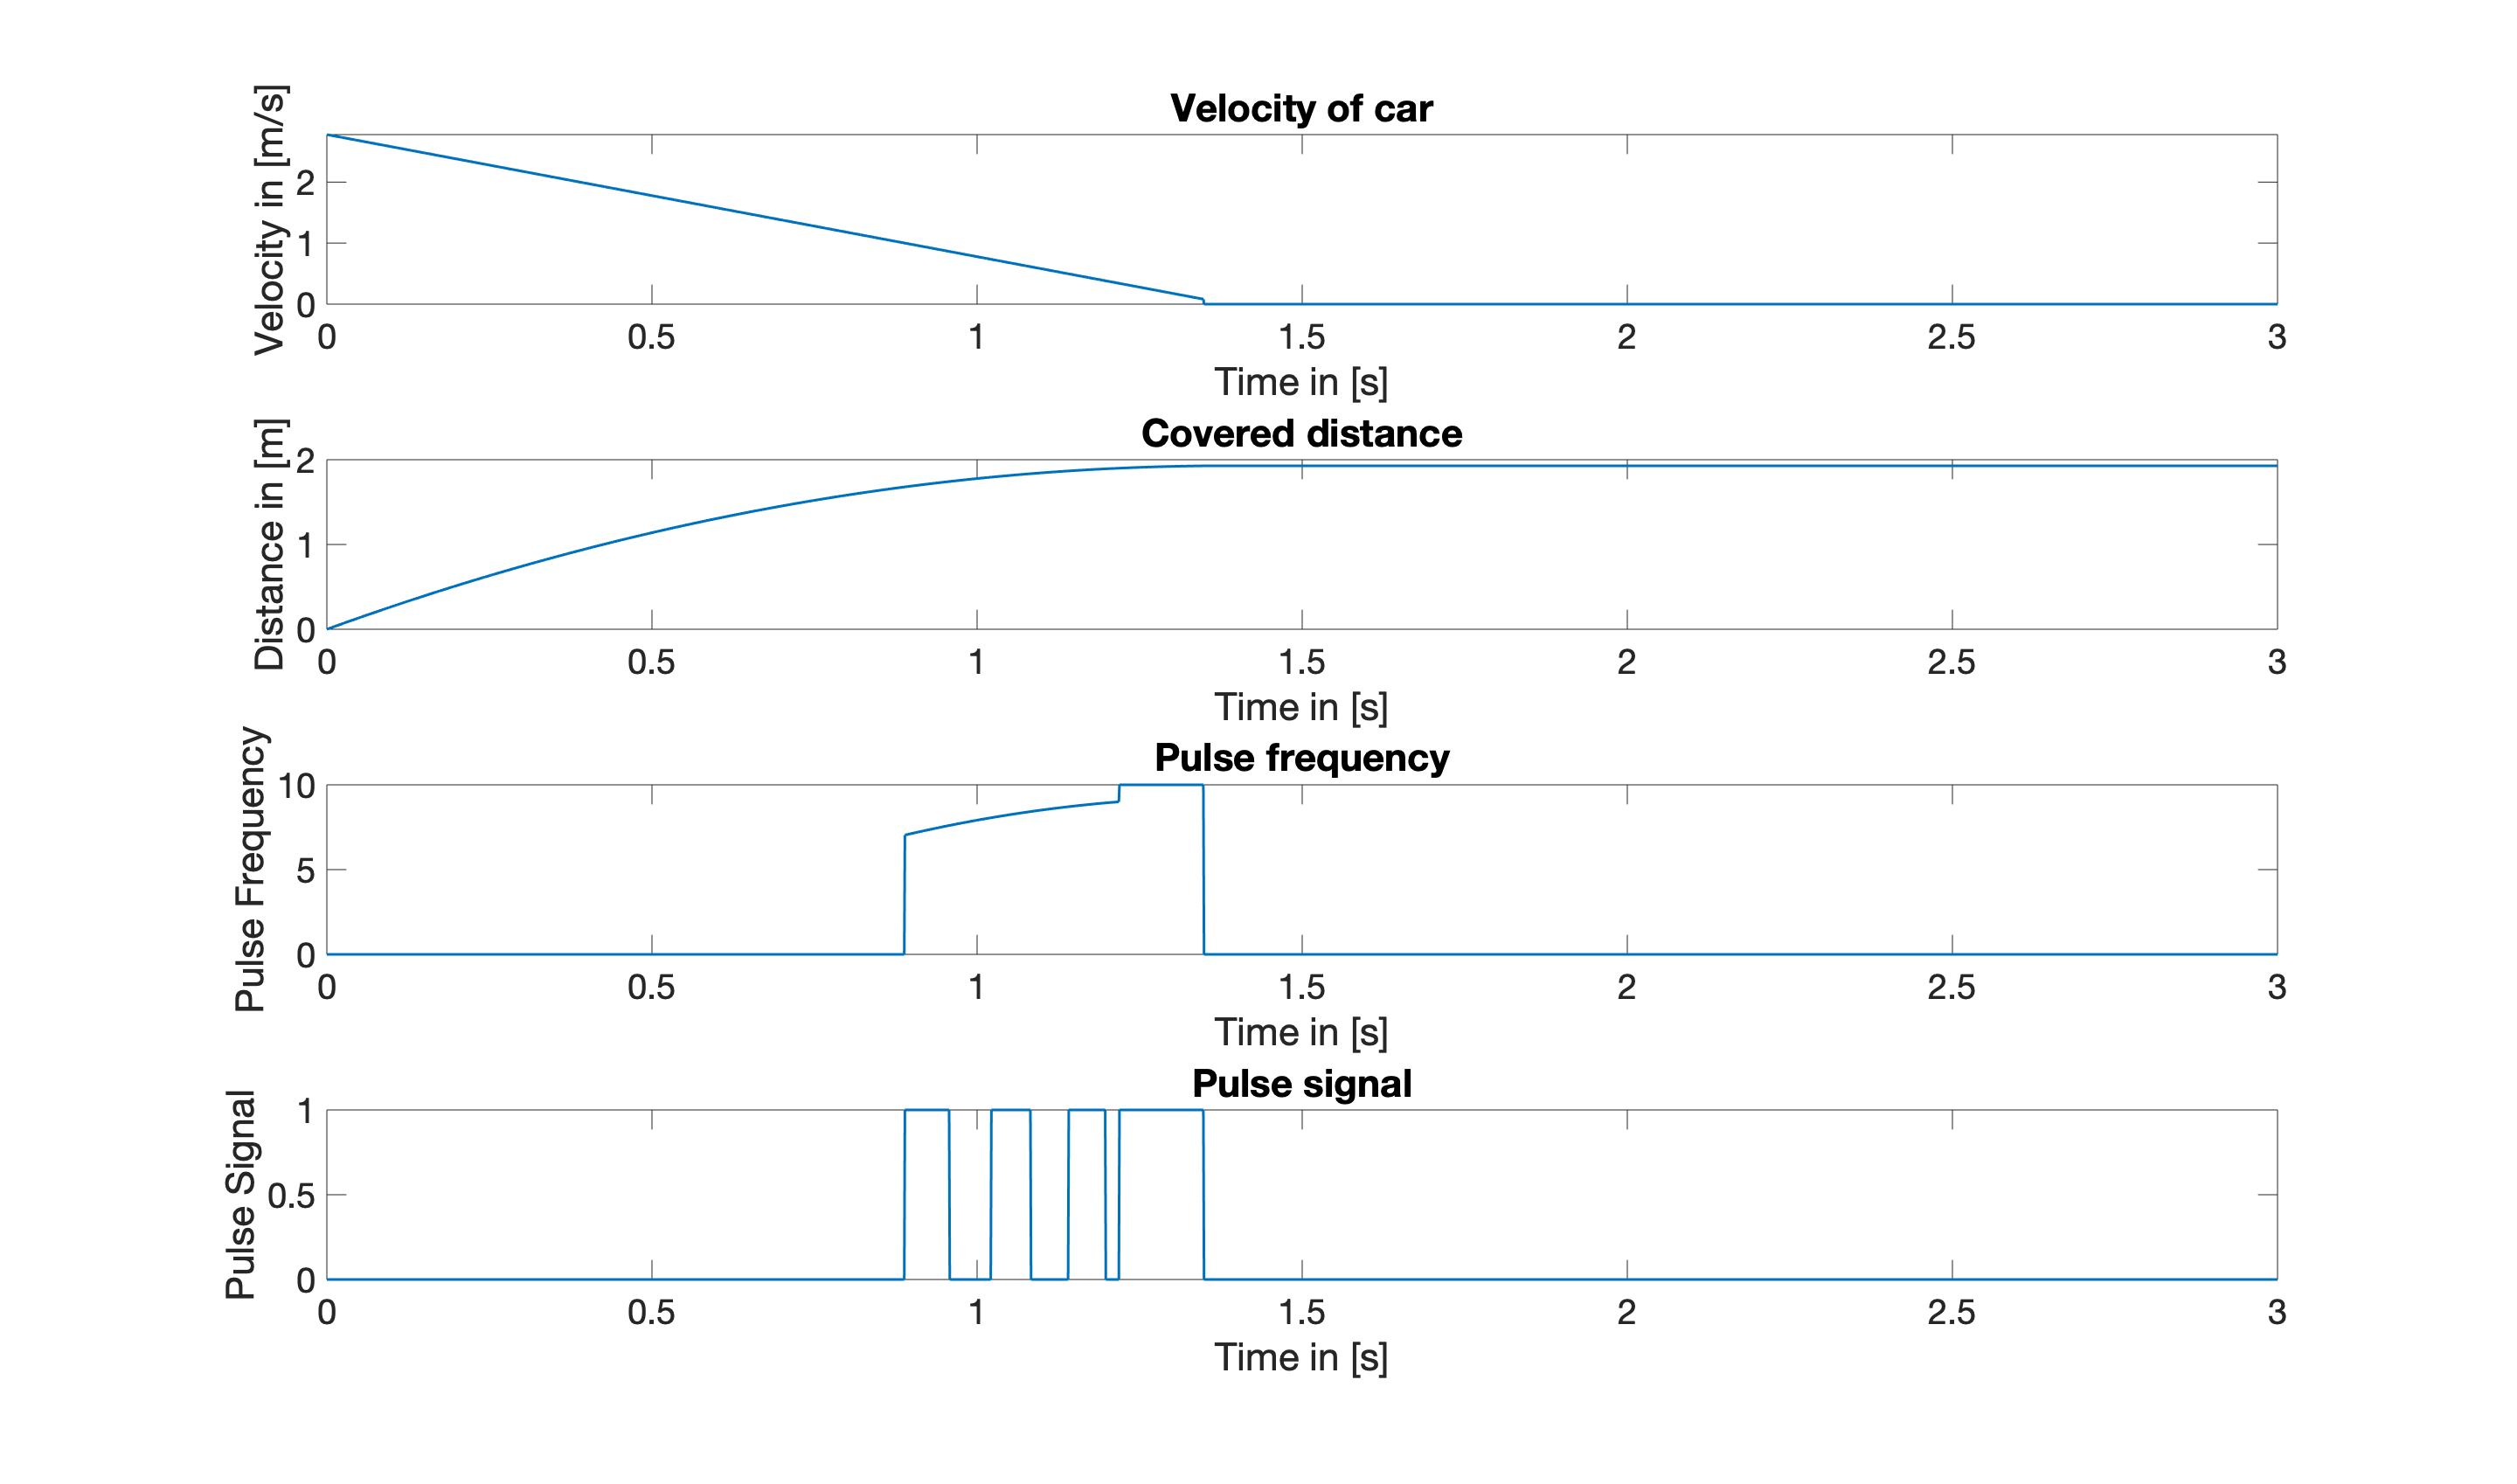 Velocity of car
Velocity in [m/s]
2
1
0
0 0.5 1 1.5 2 2.5 3
Time in [s]
Covered distance
Distance in [m]
2
1
0
0 0.5 1 1.5 2 2.5 3
Time in [s]
Pulse frequency
Pulse Frequency
10
5
0
0 0.5 1 1.5 2 2.5 3
Time in [s]
Pulse signal
Pulse Signal
1
0.5
0
0 0.5 1 1.5 2 2.5 3
Time in [s]